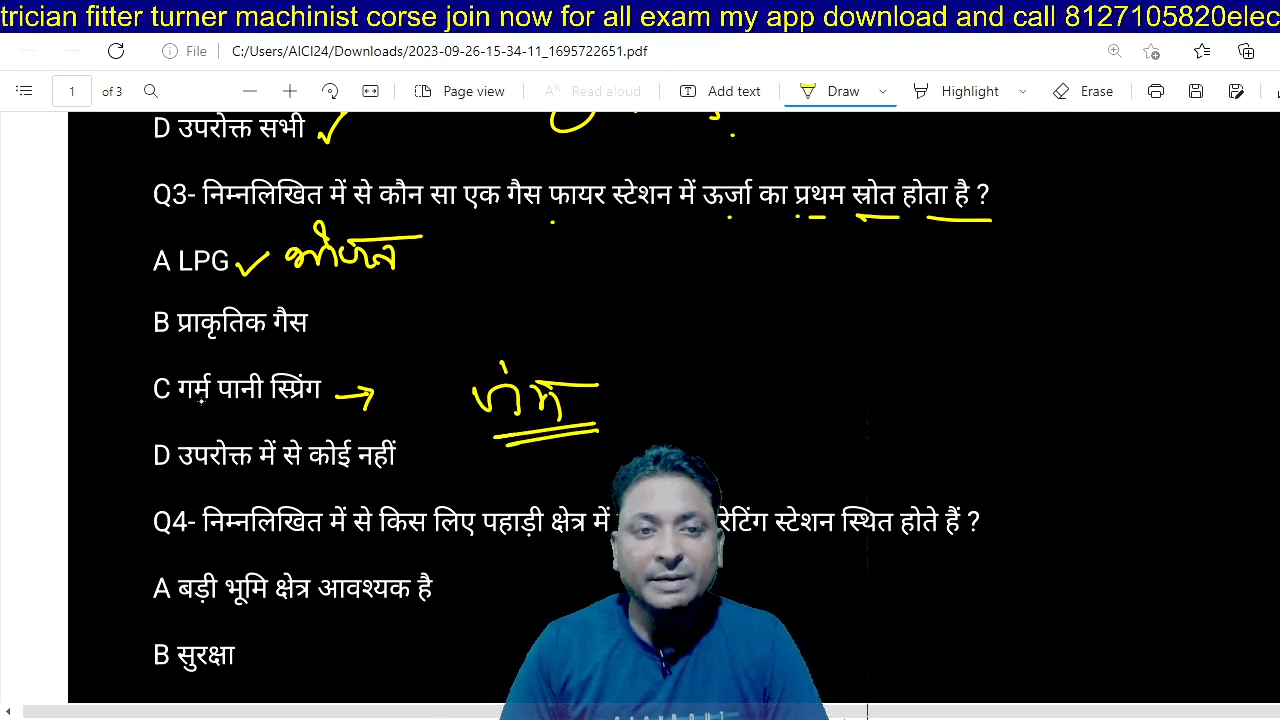 trician fitter turner machinist corse join now for all exam my app download and call 8127105820elec
File C:/Users/AICI24/Downloads/2023-09-26-15-34-11_1695722651.pdf
1 of 3 Page view Read aloud Add text Draw Highlight Erase
D उपरोक्त सभी
Q3- निम्नलिखित में से कौन सा एक गैस फायर स्टेशन में ऊर्जा का प्रथम स्रोत होता है ?
A LPG भोजन
B प्राकृतिक गैस
C गर्म पानी स्प्रिंग
D उपरोक्त में से कोई नहीं
Q4- निम्नलिखित में से किस लिए पहाड़ी क्षेत्र में रेटिंग स्टेशन स्थित होते हैं ?
A बड़ी भूमि क्षेत्र आवश्यक है
B सुरक्षा